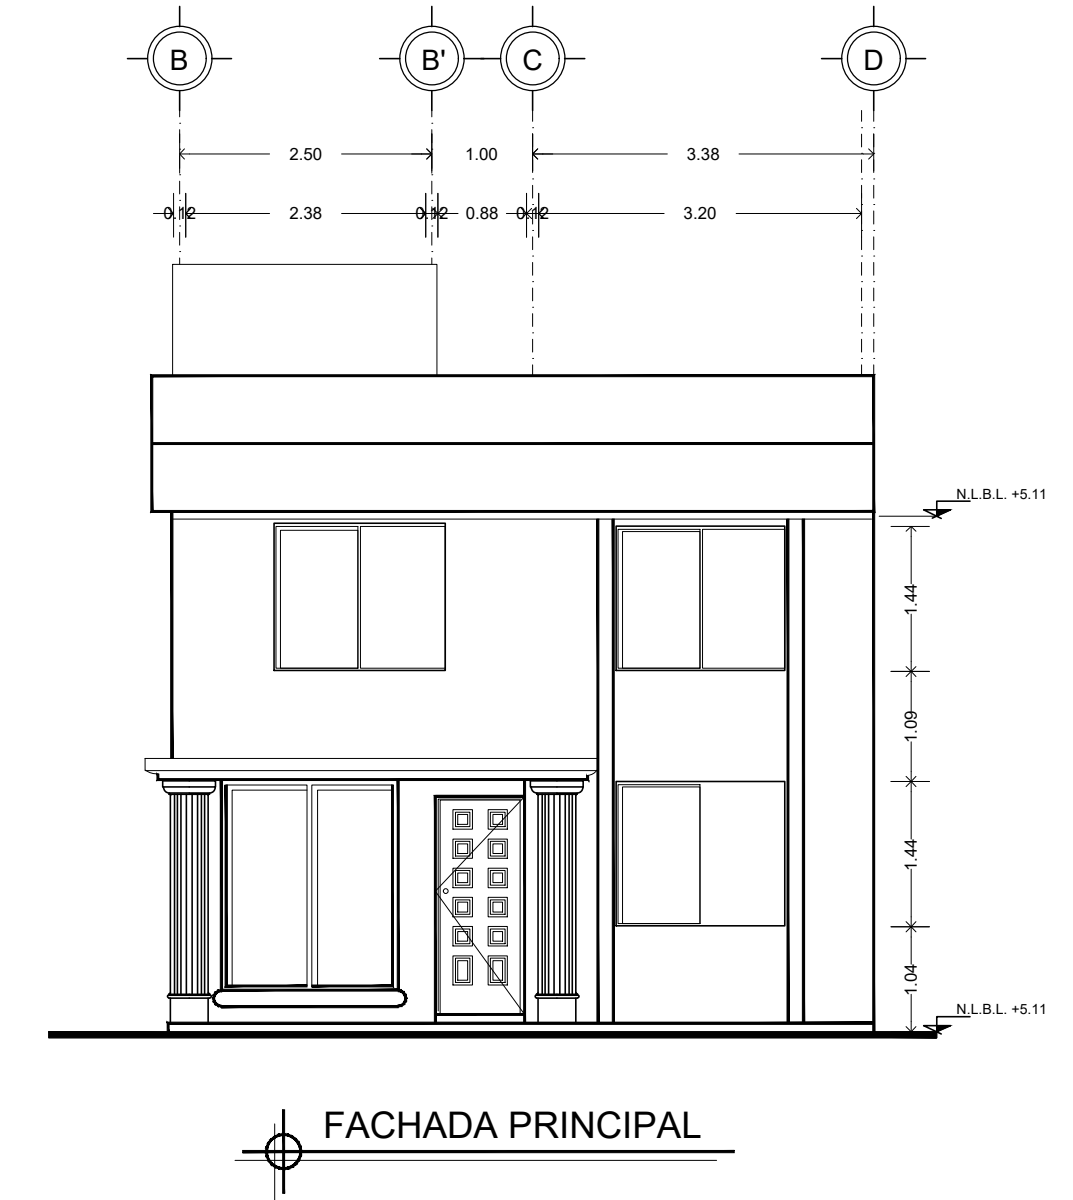 B B' C D
2.50 1.00 3.38
0.12 2.38 0.12 0.88 0.12 3.20
N.L.B.L. +5.11
1.44
1.09
1.44
1.04
N.L.B.L. +5.11
FACHADA PRINCIPAL